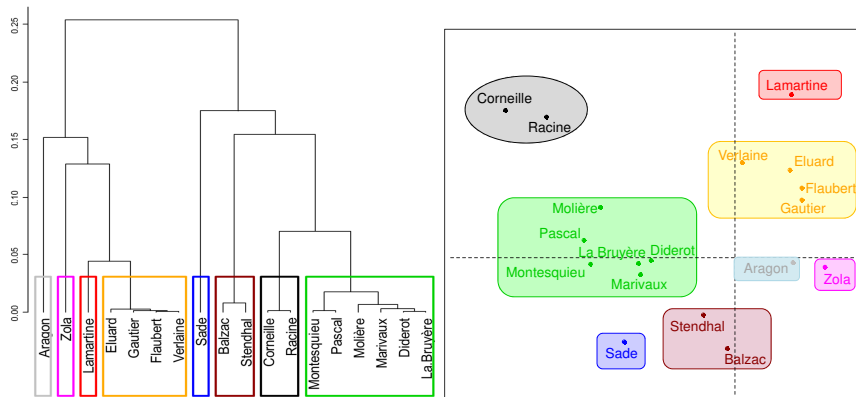 0.25
0.20
0.15
0.10
0.05
0.00
Aragon
Zola
Lamartine
Eluard
Gautier
Flaubert
Verlaine
Sade
Balzac
Stendhal
Corneille
Racine
Montesquieu
Pascal
Molière
Marivaux
Diderot
La.Bruyère
Lamartine
Corneille
Racine
Verlaine
Eluard
Flaubert
Gautier
Molière
Pascal
La Bruyère
Diderot
Montesquieu
Marivaux
Aragon
Zola
Stendhal
Sade
Balzac